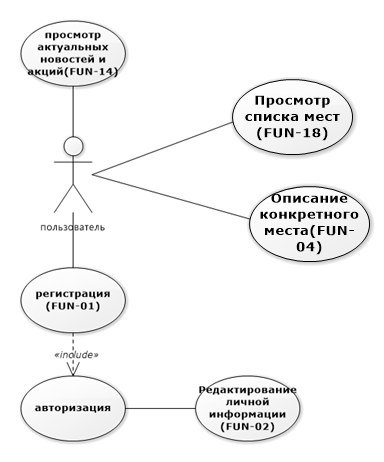 просмотр
актуальных
новостей и
акций(FUN-14)
Просмотр
списка мест
(FUN-18)
Описание
конкретного
места(FUN-
04)
пользователь
регистрация
(FUN-01)
«include»
авторизация
Редактирование
личной
информации
(FUN-02)